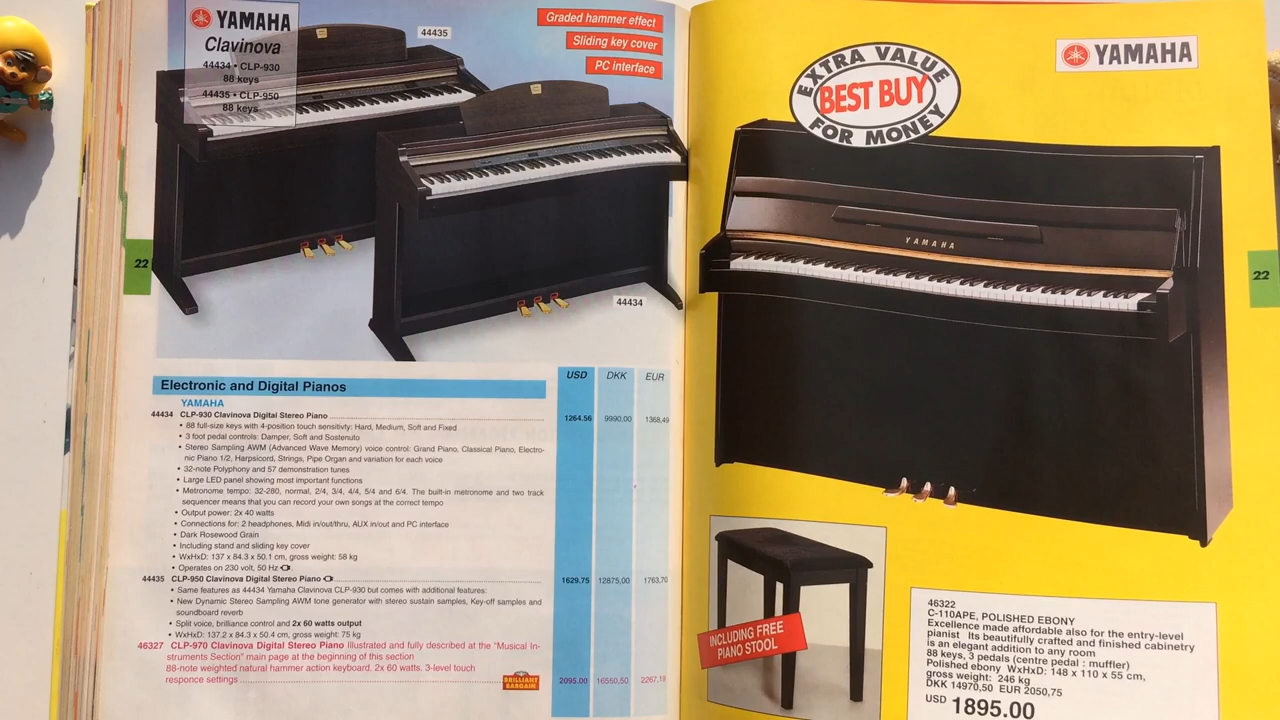 YAMAHA
Clavinova
44434 • CLP-930
88 keys
44435 • CLP-950
88 keys
44435
Graded hammer effect
Sliding key cover
PC interface
44434
22
Electronic and Digital Pianos
USD DKK EUR
YAMAHA
44434 CLP-930 Clavinova Digital Stereo Piano 1264.56 9990,00 1368,49
• 88 full-size keys with 4-position touch sensitivty: Hard, Medium, Soft and Fixed
• 3 foot pedal controls: Damper, Soft and Sostenuto
• Stereo Sampling AWM (Advanced Wave Memory) voice control: Grand Piano, Classical Piano, Electro-
nic Piano 1/2, Harpsicord, Strings, Pipe Organ and variation for each voice
• 32-note Polyphony and 57 demonstration tunes
• Large LED panel showing most important functions
• Metronome tempo: 32-280, normal, 2/4, 3/4, 4/4, 5/4 and 6/4. The built-in metronome and two track
sequencer means that you can record your own songs at the correct tempo
• Output power: 2x 40 watts
• Connections for: 2 headphones, Midi in/out/thru, AUX in/out and PC interface
• Dark Rosewood Grain
• Including stand and sliding key cover
• WxHxD: 137 x 84.3 x 50.1 cm, gross weight: 58 kg
• Operates on 230 volt, 50 Hz
44435 CLP-950 Clavinova Digital Stereo Piano 1629.75 12875,00 1763,70
• Same features as 44434 Yamaha Clavinova CLP-930 but comes with additional features:
• New Dynamic Stereo Sampling AWM tone generator with stereo sustain samples, Key-off samples and
soundboard reverb
• Split voice, brilliance control and 2x 60 watts output
• WxHxD: 137.2 x 84.3 x 50.4 cm, gross weight: 75 kg
46327 CLP-970 Clavinova Digital Stereo Piano Illustrated and fully described at the "Musical In-
struments Section" main page at the beginning of this section
88-note weighted natural hammer action keyboard, 2x 60 watts. 3-level touch
responce settings 2095.00 16550,50 2267,19
BRILLIANT
BARGAIN
EXTRA VALUE
BEST BUY
FOR MONEY
YAMAHA
YAMAHA
22
INCLUDING FREE
PIANO STOOL
46322
C-110APE, POLISHED EBONY
Excellence made affordable also for the entry-level
pianist Its beautifully crafted and finished cabinetry
is an elegant addition to any room
88 keys, 3 pedals (centre pedal : muffler)
Polished ebony WxHxD: 148 x 110 x 55 cm,
gross weight: 246 kg
DKK 14970,50 EUR 2050,75
USD 1895.00